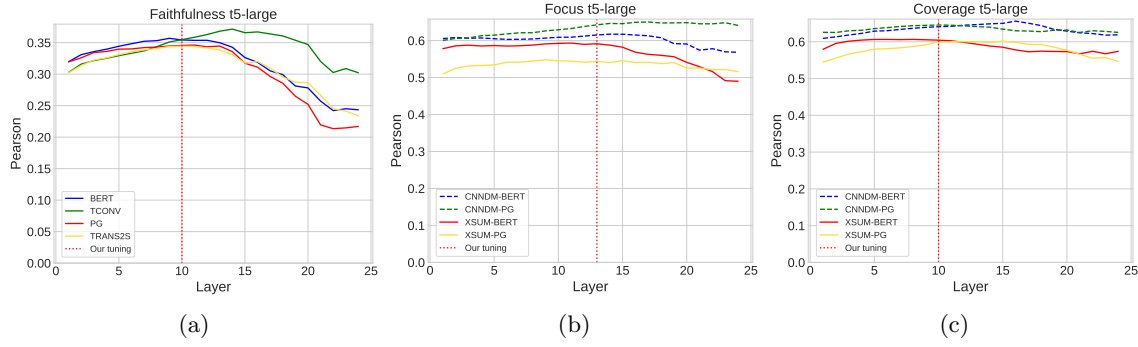 Faithfulness t5-large
0.35
0.30
0.25
0.20
0.15
0.10
0.05
0.00
Pearson
BERT
TCONV
PG
TRANS2S
Our tuning
0 5 10 15 20 25
Layer
(a)
Focus t5-large
0.6
0.5
0.4
0.3
0.2
0.1
0.0
Pearson
CNNDM-BERT
CNNDM-PG
XSUM-BERT
XSUM-PG
Our tuning
0 5 10 15 20 25
Layer
(b)
Coverage t5-large
0.6
0.5
0.4
0.3
0.2
0.1
0.0
Pearson
CNNDM-BERT
CNNDM-PG
XSUM-BERT
XSUM-PG
Our tuning
0 5 10 15 20 25
Layer
(c)